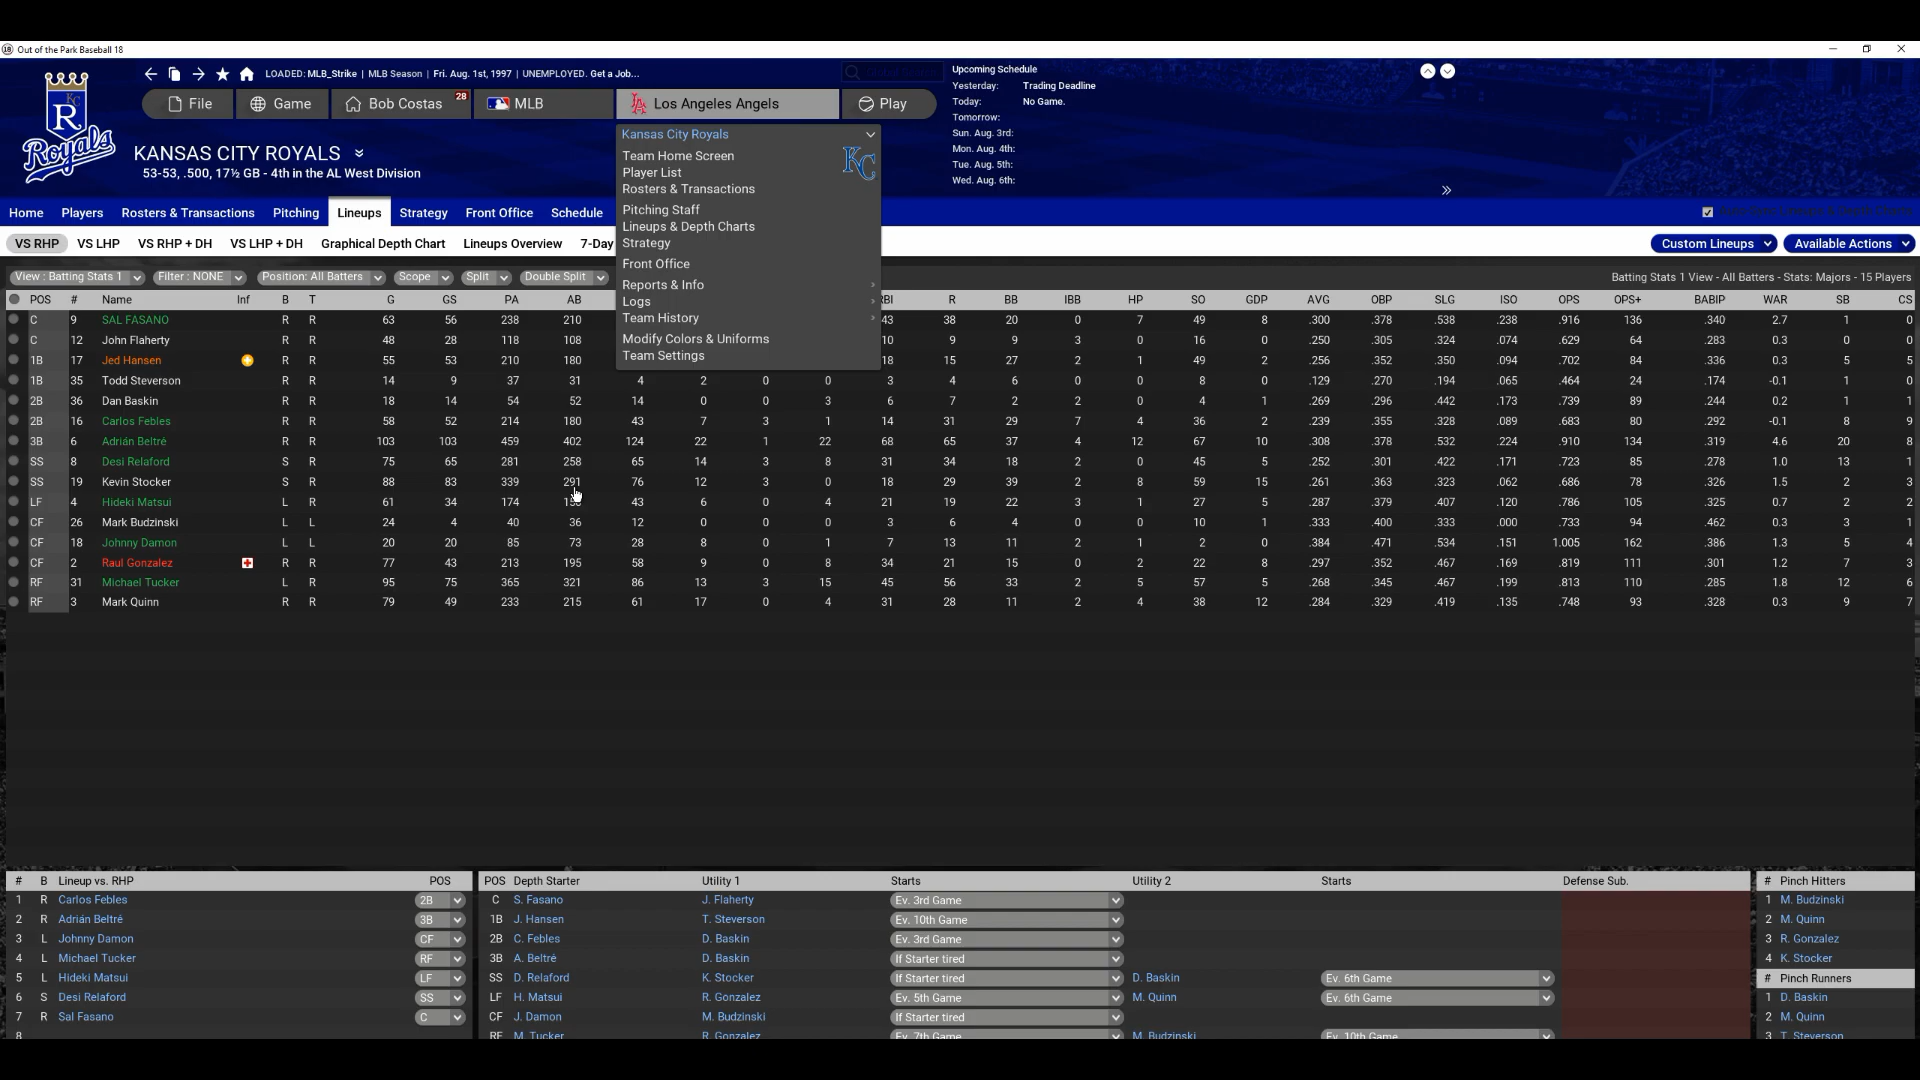 Out of the Park Baseball 18
LOADED: MLB_Strike | MLB Season | Fri. Aug. 1st, 1997 | UNEMPLOYED. Get a Job...
File Game Bob Costas 28 MLB Los Angeles Angels Play
Upcoming Schedule
Yesterday: Trading Deadline
Today: No Game.
Tomorrow:
Sun. Aug. 3rd:
Mon. Aug. 4th:
Tue. Aug. 5th:
Wed. Aug. 6th:
R
Royals
KANSAS CITY ROYALS
53-53, .500, 17½ GB - 4th in the AL West Division
Kansas City Royals
KC
Team Home Screen
Player List
Rosters & Transactions
Pitching Staff
Lineups & Depth Charts
Strategy
Front Office
Reports & Info
Logs
Team History
Modify Colors & Uniforms
Team Settings
Home Players Rosters & Transactions Pitching Lineups Strategy Front Office Schedule
VS RHP VS LHP VS RHP + DH VS LHP + DH Graphical Depth Chart Lineups Overview 7-Day
Custom Lineups Available Actions
View : Batting Stats 1 Filter : NONE Position: All Batters Scope Split Double Split
Batting Stats 1 View - All Batters - Stats: Majors - 15 Players
POS # Name Inf B T G GS PA AB RBI R BB IBB HP SO GDP AVG OBP SLG ISO OPS OPS+ BABIP WAR SB CS
C 9 SAL FASANO R R 63 56 238 210 43 38 20 0 7 49 8 .300 .378 .538 .238 .916 136 .340 2.7 1 0
C 12 John Flaherty R R 48 28 118 108 10 9 9 3 0 16 0 .250 .305 .324 .074 .629 64 .283 0.3 0 0
1B 17 Jed Hansen R R 55 53 210 180 18 15 27 2 1 49 2 .256 .352 .350 .094 .702 84 .336 0.3 5 5
1B 35 Todd Steverson R R 14 9 37 31 4 2 0 0 3 4 6 0 0 8 0 .129 .270 .194 .065 .464 24 .174 -0.1 1 0
2B 36 Dan Baskin R R 18 14 54 52 14 0 0 3 6 7 2 2 0 4 1 .269 .296 .442 .173 .739 89 .244 0.2 1 1
2B 16 Carlos Febles R R 58 52 214 180 43 7 3 1 14 31 29 7 4 36 2 .239 .355 .328 .089 .683 80 .292 -0.1 8 9
3B 6 Adrián Beltré R R 103 103 459 402 124 22 1 22 68 65 37 4 12 67 10 .308 .378 .532 .224 .910 134 .319 4.6 20 8
SS 8 Desi Relaford S R 75 65 281 258 65 14 3 8 31 34 18 2 0 45 5 .252 .301 .422 .171 .723 85 .278 1.0 13 1
SS 19 Kevin Stocker S R 88 83 339 291 76 12 3 0 18 29 39 2 8 59 15 .261 .363 .323 .062 .686 78 .326 1.5 2 3
LF 4 Hideki Matsui L R 61 34 174 43 6 0 4 21 19 22 3 1 27 5 .287 .379 .407 .120 .786 105 .325 0.7 2 2
CF 26 Mark Budzinski L L 24 4 40 36 12 0 0 0 3 6 4 0 0 10 1 .333 .400 .333 .000 .733 94 .462 0.3 3 1
CF 18 Johnny Damon L L 20 20 85 73 28 8 0 1 7 13 11 2 1 2 0 .384 .471 .534 .151 1.005 162 .386 1.3 5 4
CF 2 Raul Gonzalez R R 77 43 213 195 58 9 0 8 34 21 15 0 2 22 8 .297 .352 .467 .169 .819 111 .301 1.2 7 3
RF 31 Michael Tucker L R 95 75 365 321 86 13 3 15 45 56 33 2 5 57 5 .268 .345 .467 .199 .813 110 .285 1.8 12 6
RF 3 Mark Quinn R R 79 49 233 215 61 17 0 4 31 28 11 2 4 38 12 .284 .329 .419 .135 .748 93 .328 0.3 9 7
# B Lineup vs. RHP POS
1 R Carlos Febles 2B
2 R Adrián Beltré 3B
3 L Johnny Damon CF
4 L Michael Tucker RF
5 L Hideki Matsui LF
6 S Desi Relaford SS
7 R Sal Fasano C
8
POS Depth Starter Utility 1 Starts Utility 2 Starts Defense Sub.
C S. Fasano J. Flaherty Ev. 3rd Game
1B J. Hansen T. Steverson Ev. 10th Game
2B C. Febles D. Baskin Ev. 3rd Game
3B A. Beltré D. Baskin If Starter tired
SS D. Relaford K. Stocker If Starter tired D. Baskin Ev. 6th Game
LF H. Matsui R. Gonzalez Ev. 5th Game M. Quinn Ev. 6th Game
CF J. Damon M. Budzinski If Starter tired
RF M. Tucker R. Gonzalez Ev. 7th Game M. Budzinski Ev. 10th Game
# Pinch Hitters
1 M. Budzinski
2 M. Quinn
3 R. Gonzalez
4 K. Stocker
# Pinch Runners
1 D. Baskin
2 M. Quinn
3 T. Steverson